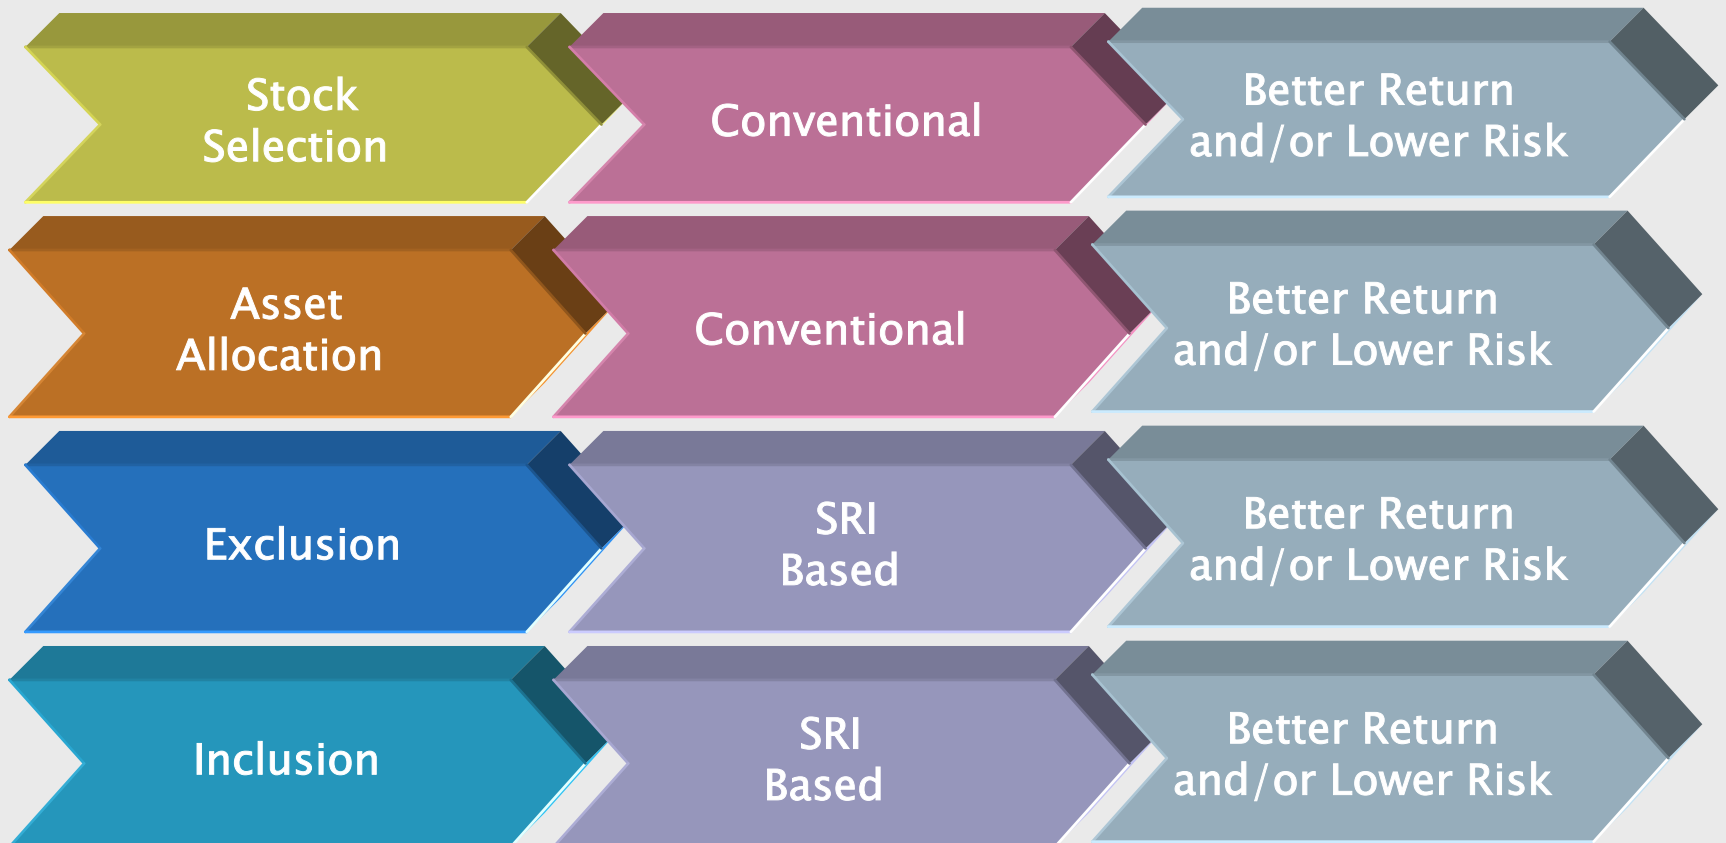 Stock
Selection
Conventional
Better Return
and/or Lower Risk
Asset
Allocation
Conventional
Better Return
and/or Lower Risk
Exclusion
SRI
Based
Better Return
and/or Lower Risk
Inclusion
SRI
Based
Better Return
and/or Lower Risk